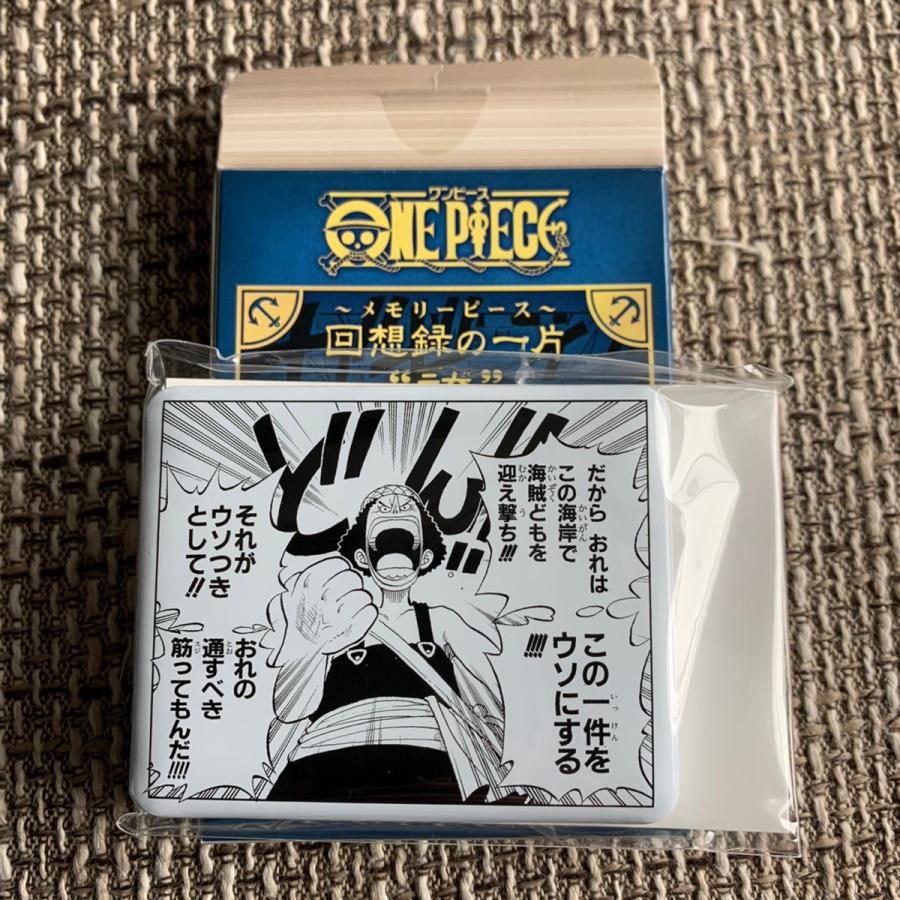 ワンピース
ONE PIECE
～メモリーピース～
回想録の一片
どん!!
だから おれは
この海岸で
海賊どもを
迎え撃ち!!!
この一件を
ウソにする
!!!!
それが
ウソつき
として!!
おれの
通すべき
筋ってもんだ!!!!